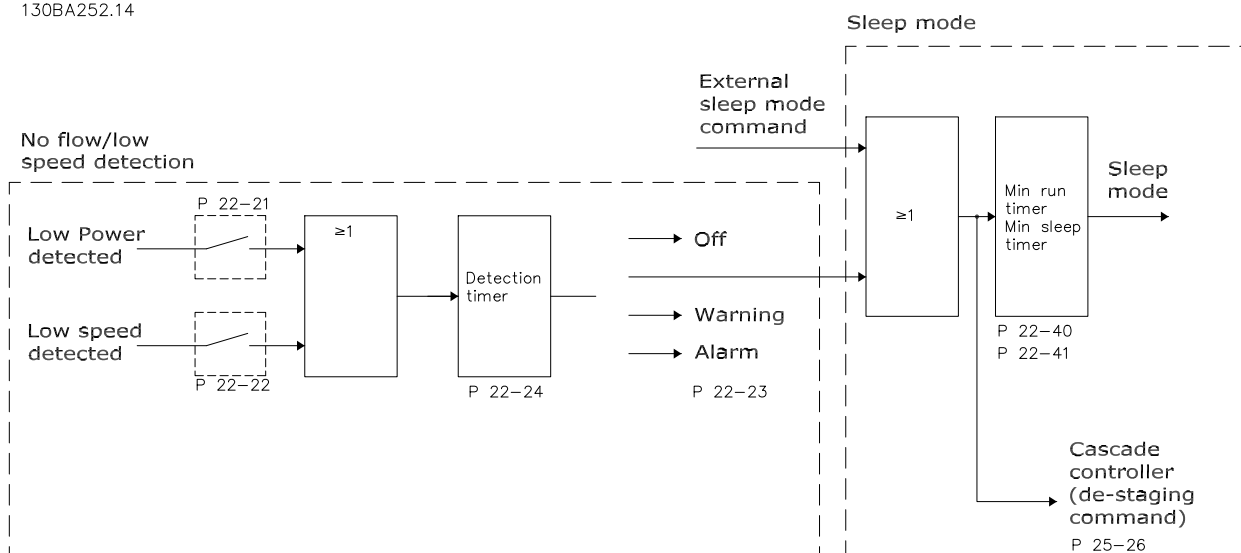 130BA252.14
Sleep mode
External
sleep mode
command
No flow/low
speed detection
P 22-21
Low Power
detected
≥1
Detection
timer
Off
≥1
Min run
timer
Min sleep
timer
Sleep
mode
Low speed
detected
P 22-22
P 22-24
Warning
Alarm
P 22-23
P 22-40
P 22-41
Cascade
controller
(de-staging
command)
P 25-26